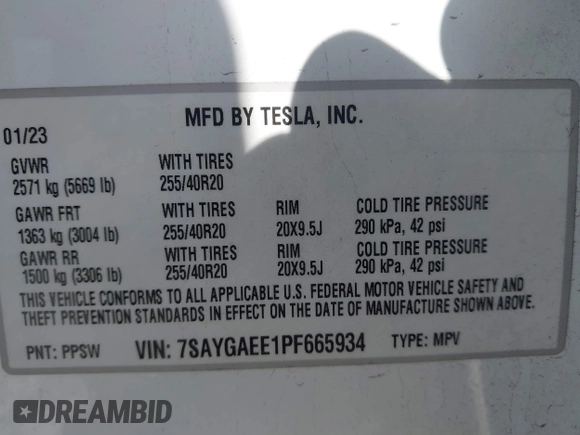 MFD BY TESLA, INC.
01/23
GVWR WITH TIRES
2571 kg (5669 lb) 255/40R20
GAWR FRT WITH TIRES RIM COLD TIRE PRESSURE
1363 kg (3004 lb) 255/40R20 20X9.5J 290 kPa, 42 psi
GAWR RR WITH TIRES RIM COLD TIRE PRESSURE
1500 kg (3306 lb) 255/40R20 20X9.5J 290 kPa, 42 psi
THIS VEHICLE CONFORMS TO ALL APPLICABLE U.S. FEDERAL MOTOR VEHICLE SAFETY AND
THEFT PREVENTION STANDARDS IN EFFECT ON THE DATE OF MANUFACTURE SHOWN ABOVE.
PNT: PPSW VIN: 7SAYGAEE1PF665934 TYPE: MPV
DREAMBID